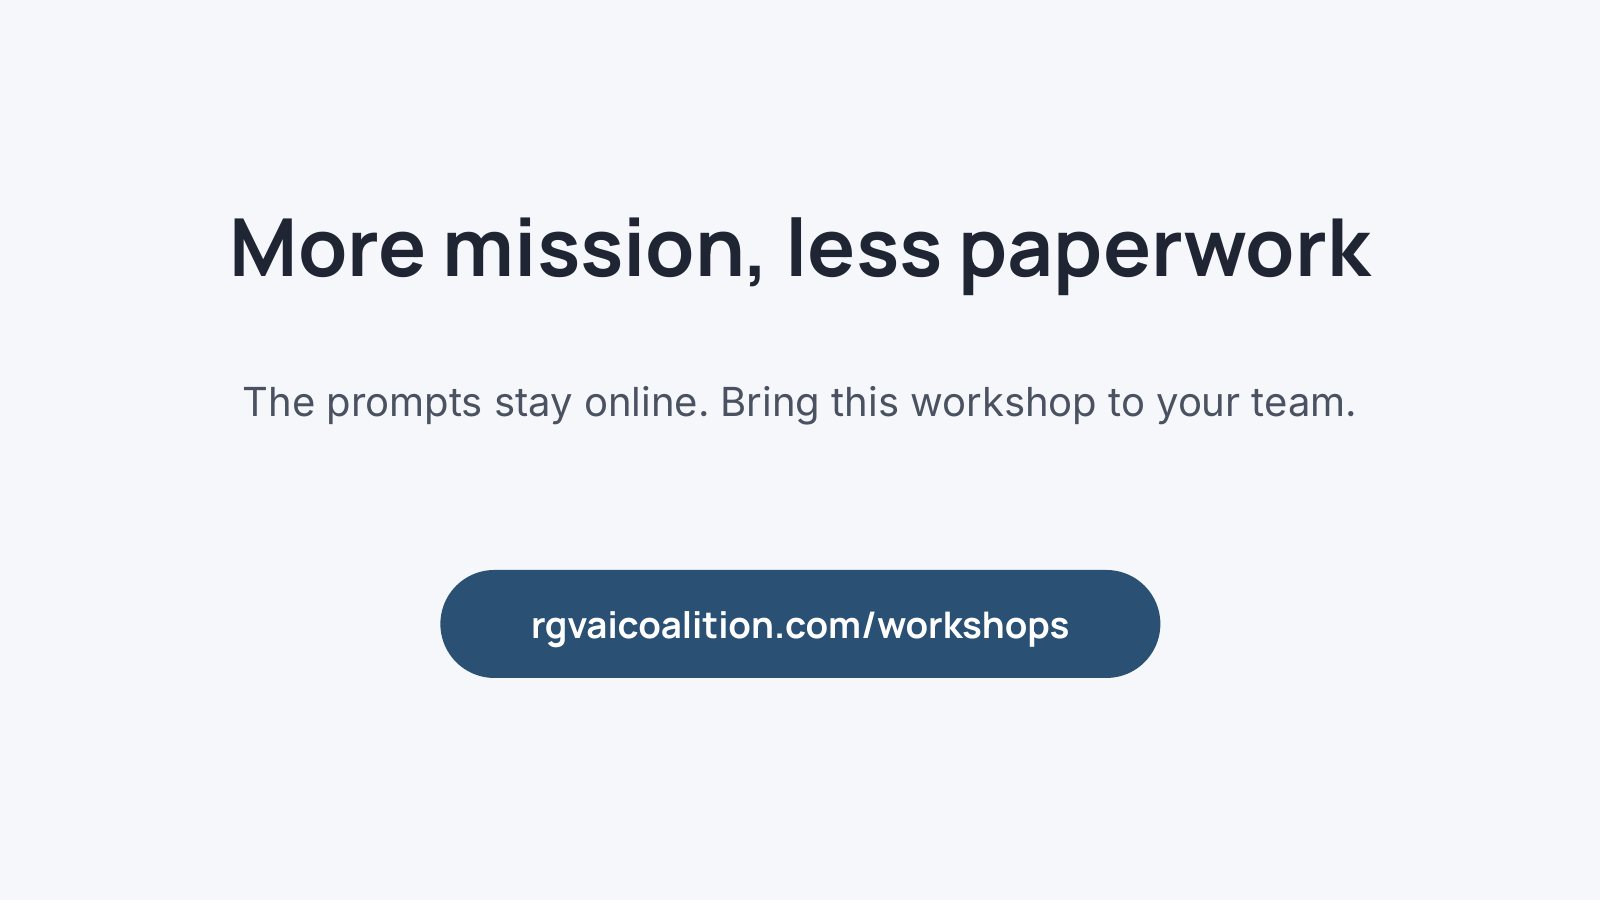 More mission, less paperwork
The prompts stay online. Bring this workshop to your team.
rgvaicoalition.com/workshops